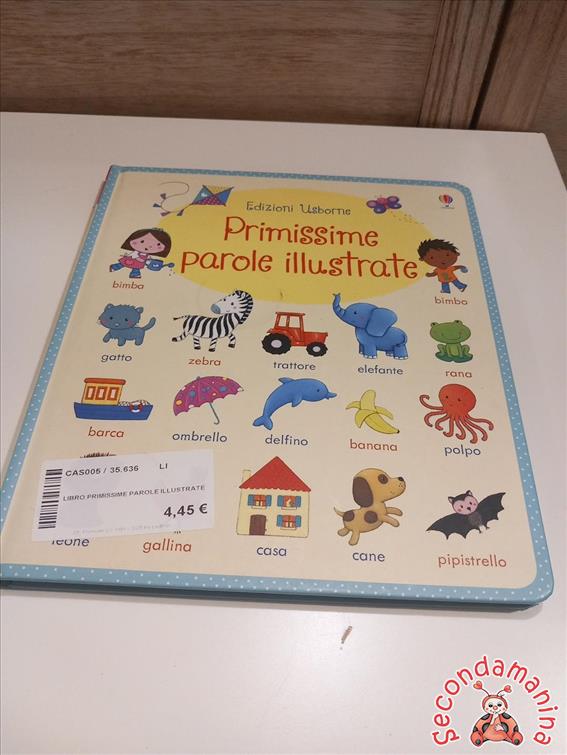 Edizioni Usborne
Primissime
parole illustrate
bimba
bimbo
gatto
zebra
trattore
elefante
rana
barca
ombrello
delfino
banana
polpo
CAS005 / 35.636 LI
LIBRO PRIMISSIME PAROLE ILLUSTRATE
4,45 €
leone
gallina
casa
cane
pipistrello
Secondamanina